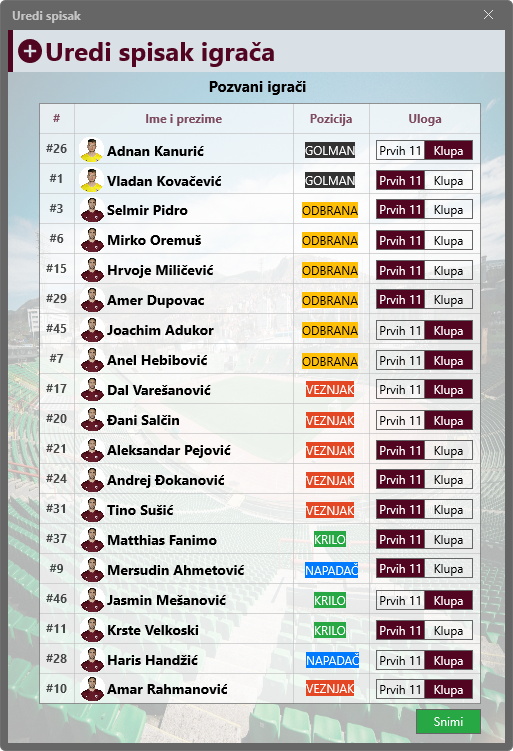 Uredi spisak
Uredi spisak igrača
Pozvani igrači
# Ime i prezime Pozicija Uloga
#26 Adnan Kanurić GOLMAN Prvih 11 Klupa
#1 Vladan Kovačević GOLMAN Prvih 11 Klupa
#3 Selmir Pidro ODBRANA Prvih 11 Klupa
#6 Mirko Oremuš ODBRANA Prvih 11 Klupa
#15 Hrvoje Miličević ODBRANA Prvih 11 Klupa
#29 Amer Dupovac ODBRANA Prvih 11 Klupa
#45 Joachim Adukor ODBRANA Prvih 11 Klupa
#7 Anel Hebibović ODBRANA Prvih 11 Klupa
#17 Dal Varešanović VEZNJAK Prvih 11 Klupa
#20 Đani Salčin VEZNJAK Prvih 11 Klupa
#21 Aleksandar Pejović VEZNJAK Prvih 11 Klupa
#24 Andrej Đokanović VEZNJAK Prvih 11 Klupa
#31 Tino Sušić VEZNJAK Prvih 11 Klupa
#37 Matthias Fanimo KRILO Prvih 11 Klupa
#9 Mersudin Ahmetović NAPADAČ Prvih 11 Klupa
#46 Jasmin Mešanović KRILO Prvih 11 Klupa
#11 Krste Velkoski KRILO Prvih 11 Klupa
#28 Haris Handžić NAPADAČ Prvih 11 Klupa
#10 Amar Rahmanović VEZNJAK Prvih 11 Klupa
Snimi